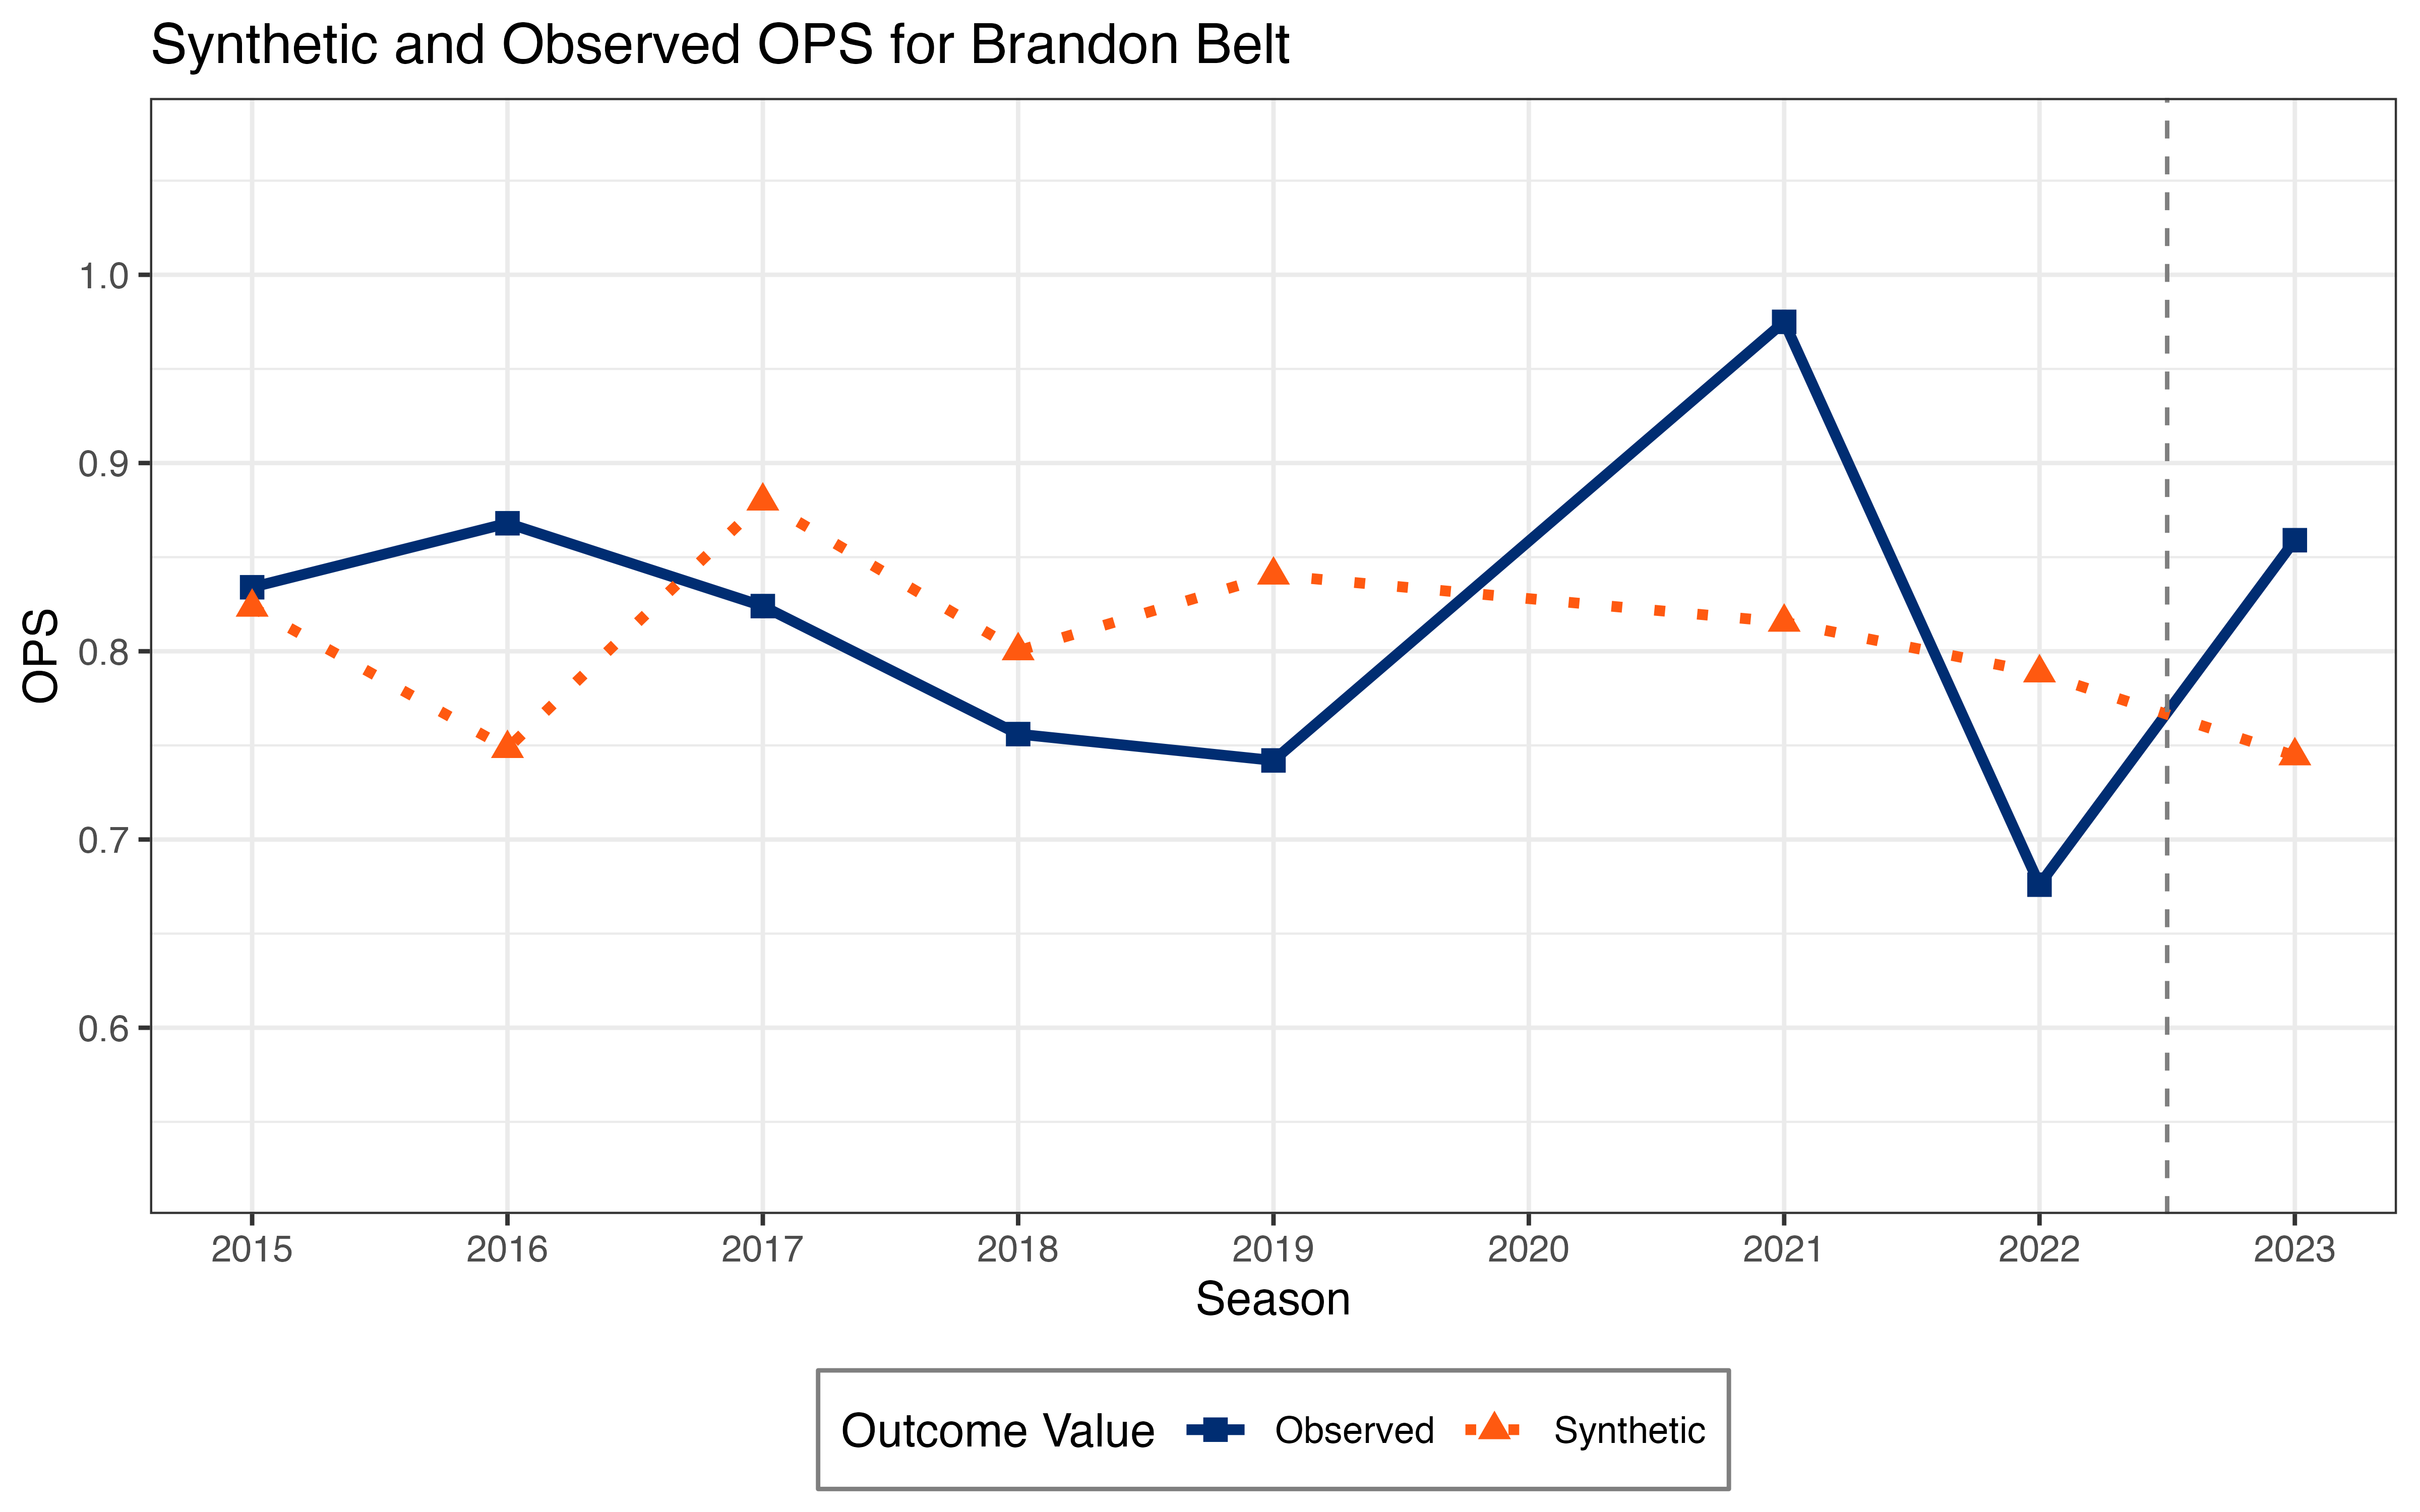 Synthetic and Observed OPS for Brandon Belt
OPS
1.0
0.9
0.8
0.7
0.6
2015 2016 2017 2018 2019 2020 2021 2022 2023
Season
Outcome Value Observed Synthetic